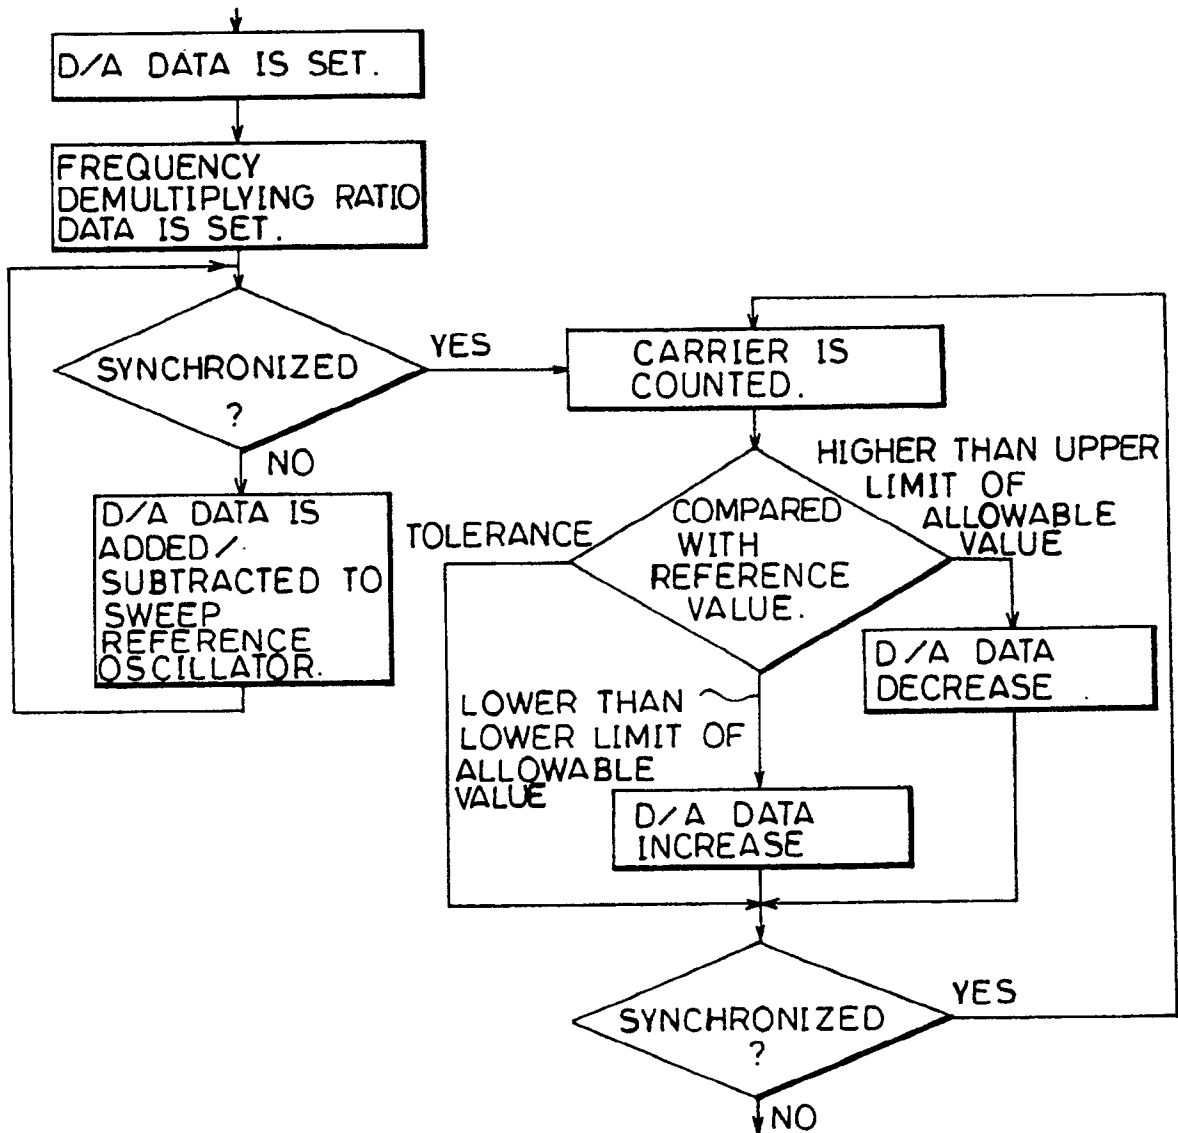 D/A DATA IS SET.
FREQUENCY
DEMULTIPLYING RATIO
DATA IS SET.
SYNCHRONIZED
?
YES
NO
D/A DATA IS
ADDED/
SUBTRACTED TO
SWEEP
REFERENCE
OSCILLATOR.
CARRIER IS
COUNTED.
COMPARED
WITH
REFERENCE
VALUE.
TOLERANCE
HIGHER THAN UPPER
LIMIT OF
ALLOWABLE
VALUE
D/A DATA
DECREASE
LOWER THAN
LOWER LIMIT OF
ALLOWABLE
VALUE
D/A DATA
INCREASE
SYNCHRONIZED
?
YES
NO